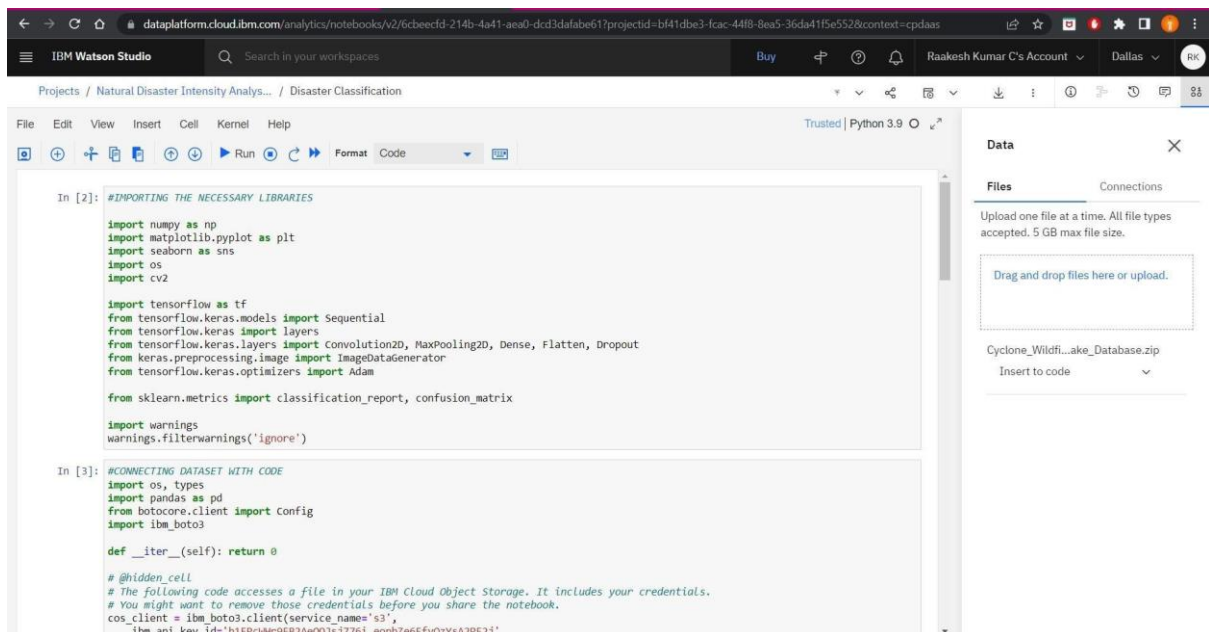 dataplatform.cloud.ibm.com/analytics/notebooks/v2/6cbeecfd-214b-4a41-aea0-dcd3dafabe61?projectid=bf41dbe3-fcac-44f8-8ea5-36da41f5e552&context=cpdaas
IBM Watson Studio
Search in your workspaces
Buy
Raakesh Kumar C's Account
Dallas
RK
Projects / Natural Disaster Intensity Analys... / Disaster Classification
File Edit View Insert Cell Kernel Help
Trusted | Python 3.9
Run
Format Code
In [2]: #IMPORTING THE NECESSARY LIBRARIES
import numpy as np
import matplotlib.pyplot as plt
import seaborn as sns
import os
import cv2
import tensorflow as tf
from tensorflow.keras.models import Sequential
from tensorflow.keras import layers
from tensorflow.keras.layers import Convolution2D, MaxPooling2D, Dense, Flatten, Dropout
from keras.preprocessing.image import ImageDataGenerator
from tensorflow.keras.optimizers import Adam
from sklearn.metrics import classification_report, confusion_matrix
import warnings
warnings.filterwarnings('ignore')
In [3]: #CONNECTING DATASET WITH CODE
import os, types
import pandas as pd
from botocore.client import Config
import ibm_boto3
def __iter__(self): return 0
# @hidden_cell
# The following code accesses a file in your IBM Cloud Object Storage. It includes your credentials.
# You might want to remove those credentials before you share the notebook.
cos_client = ibm_boto3.client(service_name='s3',
ibm_api_key_id=
Data
Files
Connections
Upload one file at a time. All file types
accepted. 5 GB max file size.
Drag and drop files here or upload.
Cyclone_Wildfi...ake_Database.zip
Insert to code